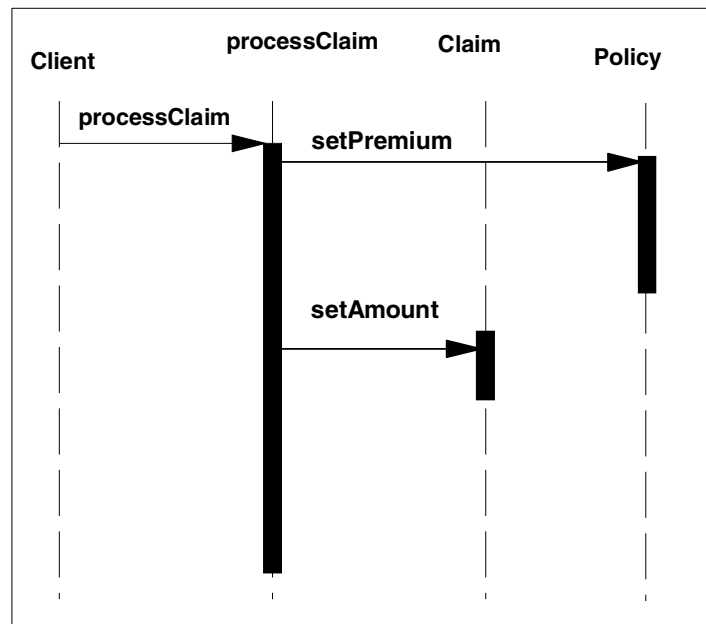 Client
processClaim
Claim
Policy
processClaim
setPremium
setAmount